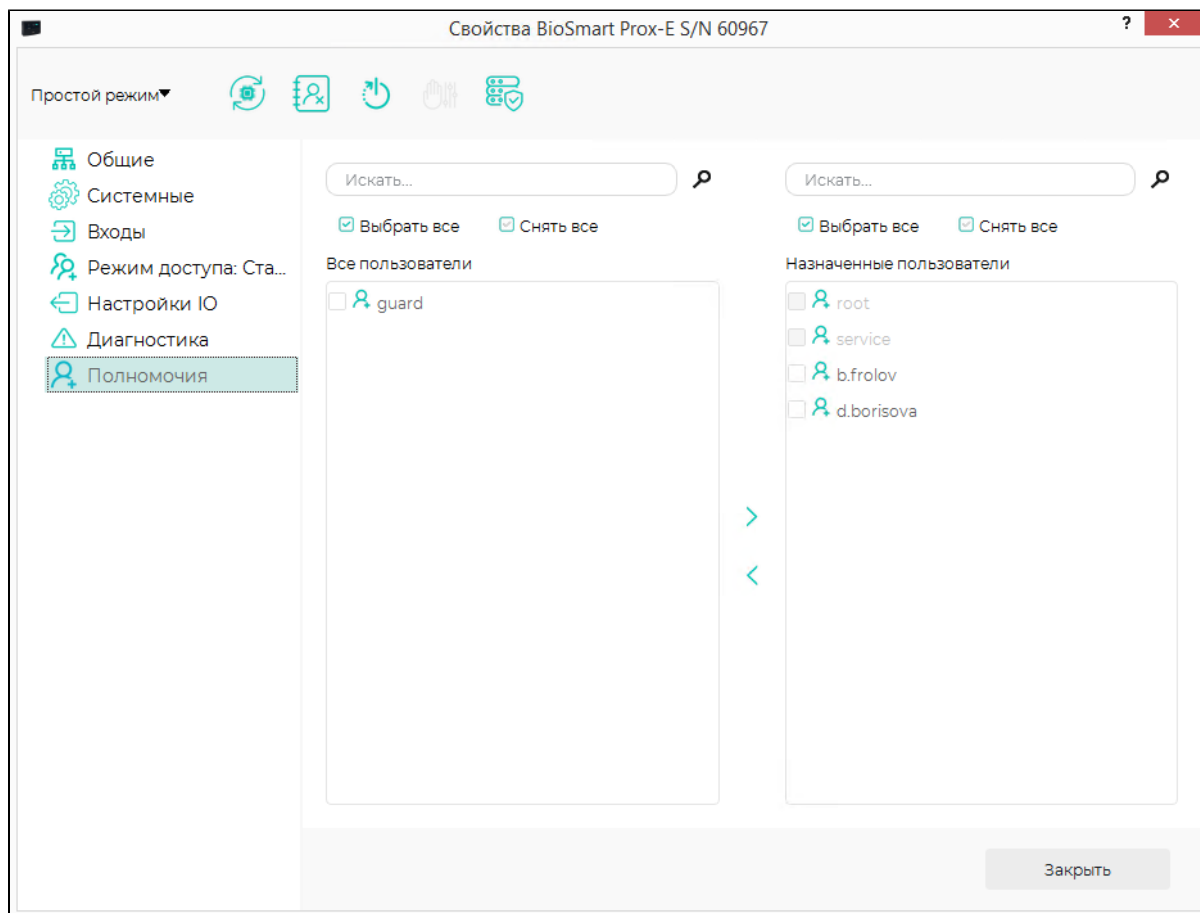 Свойства BioSmart Prox-E S/N 60967
?
Простой режим
Общие
Системные
Входы
Режим доступа: Ста...
Настройки IO
Диагностика
Полномочия
Искать...
Выбрать все Снять все
Все пользователи
guard
Искать...
Выбрать все Снять все
Назначенные пользователи
root
service
b.frolov
d.borisova
Закрыть